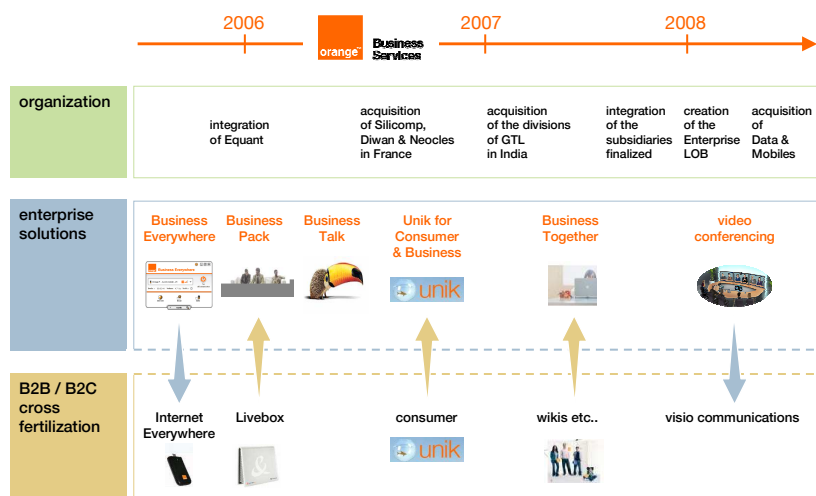 2006
2007
2008
orange™
Business
Services
organization
integration
of Equant
acquisition
of Silicomp,
Diwan & Neocles
in France
acquisition
of the divisions
of GTL
in India
integration
of the
subsidiaries
finalized
creation
of the
Enterprise
LOB
acquisition
of
Data &
Mobiles
enterprise
solutions
Business
Everywhere
Business
Pack
Business
Talk
Unik for
Consumer
& Business
Business
Together
video
conferencing
Business Everywhere
unik
B2B / B2C
cross
fertilization
Internet
Everywhere
Livebox
consumer
wikis etc..
visio communications
&
unik